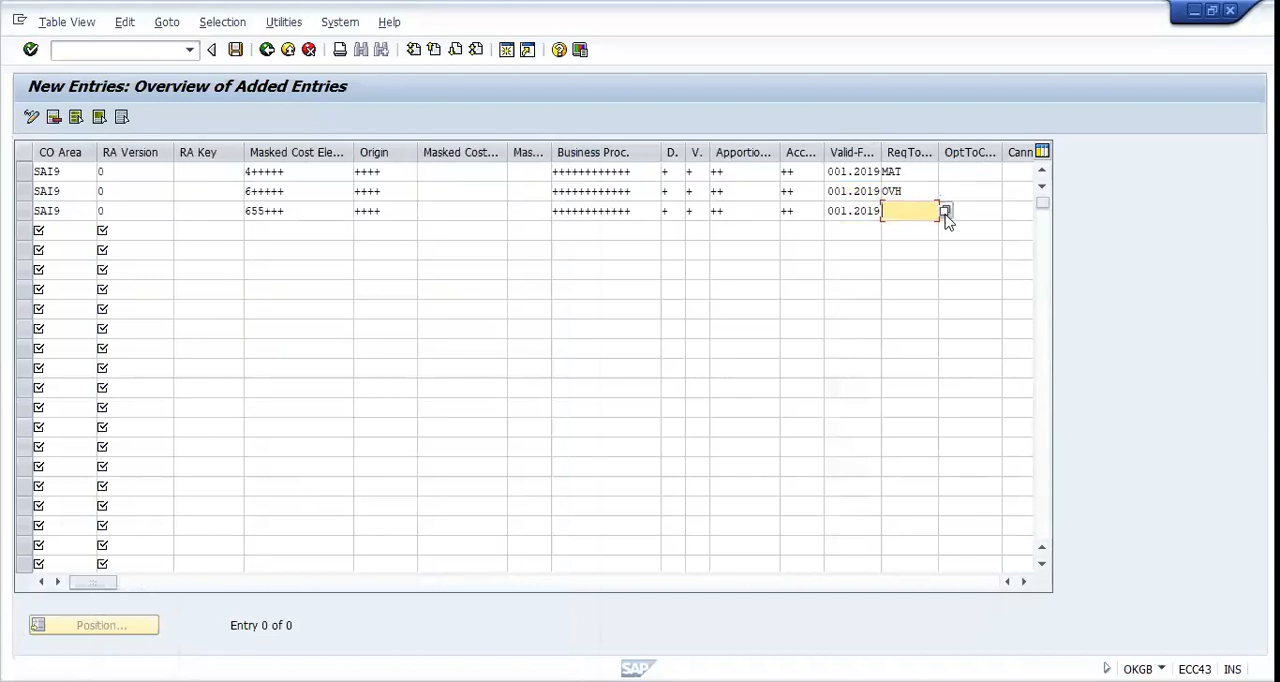 Table View Edit Goto Selection Utilities System Help
New Entries: Overview of Added Entries
CO Area RA Version RA Key Masked Cost Ele... Origin Masked Cost... Mas... Business Proc. D. V. Apportio... Acc... Valid-F... ReqTo... OptToC... Cann
SAI9 0 4+++++ ++++ ++++++++++++ + + ++ ++ 001.2019 MAT
SAI9 0 6+++++ ++++ ++++++++++++ + + ++ ++ 001.2019 OVH
SAI9 0 655+++ ++++ ++++++++++++ + + ++ ++ 001.2019
Position... Entry 0 of 0
SAP OKGB ECC43 INS